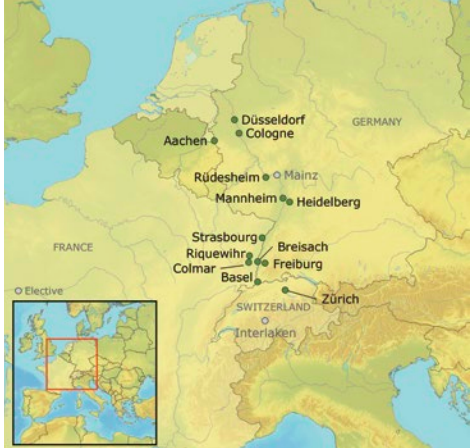 Düsseldorf
Cologne
GERMANY
Aachen
Rüdesheim
Mainz
Mannheim
Heidelberg
Strasbourg
FRANCE
Riquewihr
Breisach
Colmar
Freiburg
Basel
Elective
Zürich
SWITZERLAND
Interlaken